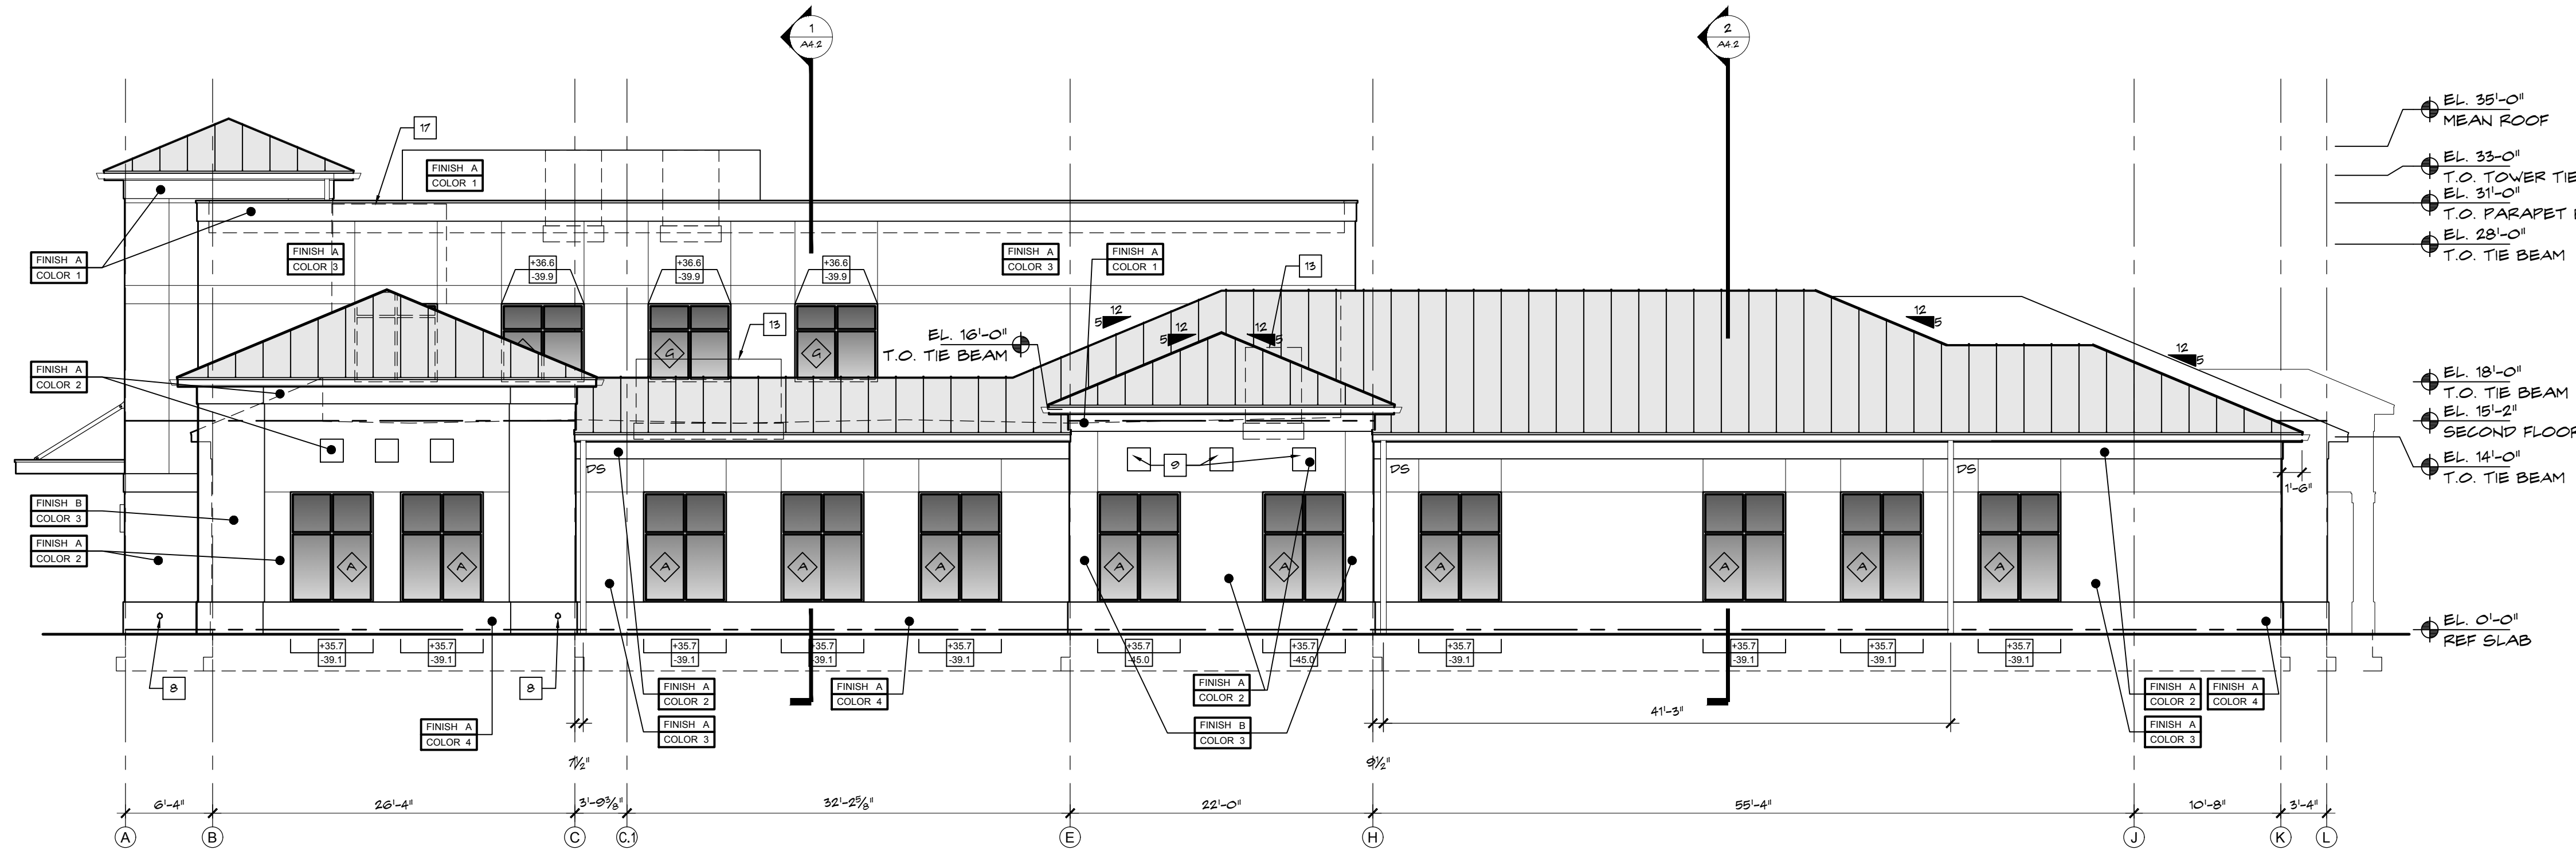 1
A4.2
2
A4.2
EL. 35'-0"
MEAN ROOF
EL. 33'-0"
T.O. TOWER TIE
EL. 31'-0"
T.O. PARAPET
EL. 28'-0"
T.O. TIE BEAM
EL. 18'-0"
T.O. TIE BEAM
EL. 15'-2"
SECOND FLOOR
EL. 14'-0"
T.O. TIE BEAM
EL. 0'-0"
REF SLAB
17
FINISH A
COLOR 1
FINISH A
COLOR 1
FINISH A
COLOR 3
FINISH A
COLOR 3
FINISH A
COLOR 1
13
+36.6
-39.9
+36.6
-39.9
+36.6
-39.9
13
EL. 16'-0"
T.O. TIE BEAM
12
5
12
5
12
5
12
5
12
5
G
G
FINISH A
COLOR 2
9
DS
DS
DS
1'-6"
FINISH B
COLOR 3
FINISH A
COLOR 2
A
A
A
A
A
A
A
A
A
A
A
+35.7
-39.1
+35.7
-39.1
+35.7
-39.1
+35.7
-39.1
+35.7
-39.1
+35.7
-45.0
+35.7
-45.0
+35.7
-39.1
+35.7
-39.1
+35.7
-39.1
+35.7
-39.1
8
8
FINISH A
COLOR 4
FINISH A
COLOR 2
FINISH A
COLOR 3
FINISH A
COLOR 4
FINISH A
COLOR 2
FINISH B
COLOR 3
41'-3"
FINISH A
COLOR 2
FINISH A
COLOR 4
FINISH A
COLOR 3
7½"
9½"
6'-4"
26'-4"
3'-9⅜"
32'-2⅝"
22'-0"
55'-4"
10'-8"
3'-4"
A
B
C
C.1
E
H
J
K
L